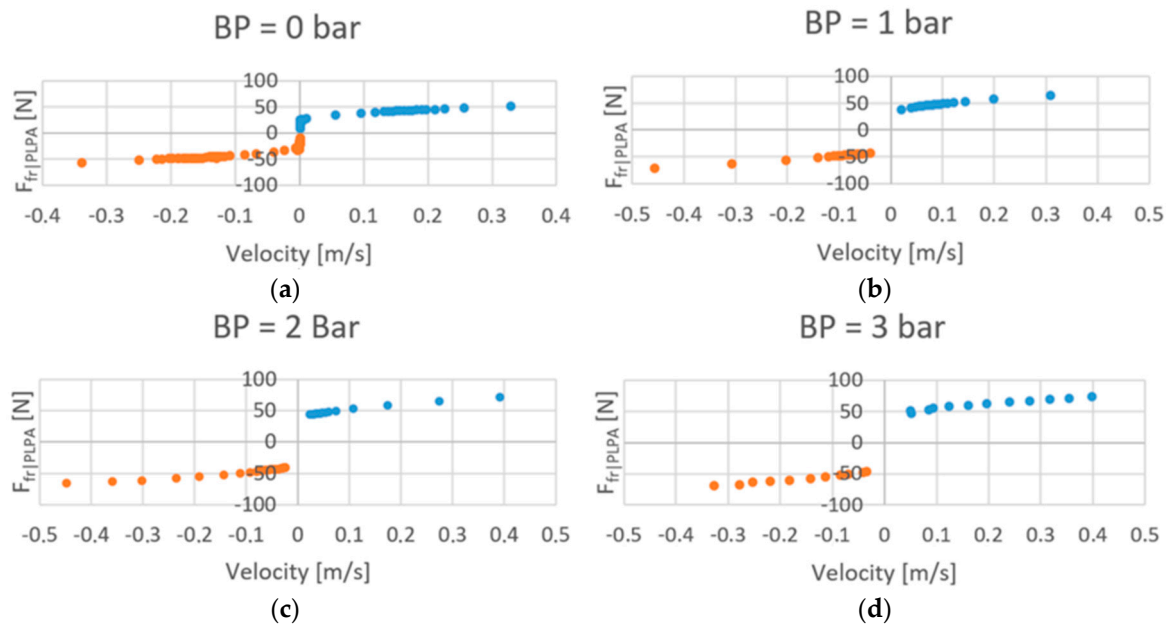 BP = 0 bar
F_fr|PLPA [N]
100
50
0
-50
-100
-0.4 -0.3 -0.2 -0.1 0 0.1 0.2 0.3 0.4
Velocity [m/s]
(a)
BP = 1 bar
F_fr|PLPA [N]
100
50
0
-50
-100
-0.5 -0.4 -0.3 -0.2 -0.1 0 0.1 0.2 0.3 0.4 0.5
Velocity [m/s]
(b)
BP = 2 Bar
F_fr|PLPA [N]
100
50
0
-50
-100
-0.5 -0.4 -0.3 -0.2 -0.1 0 0.1 0.2 0.3 0.4 0.5
Velocity [m/s]
(c)
BP = 3 bar
F_fr|PLPA [N]
100
50
0
-50
-100
-0.5 -0.4 -0.3 -0.2 -0.1 0 0.1 0.2 0.3 0.4 0.5
Velocity [m/s]
(d)